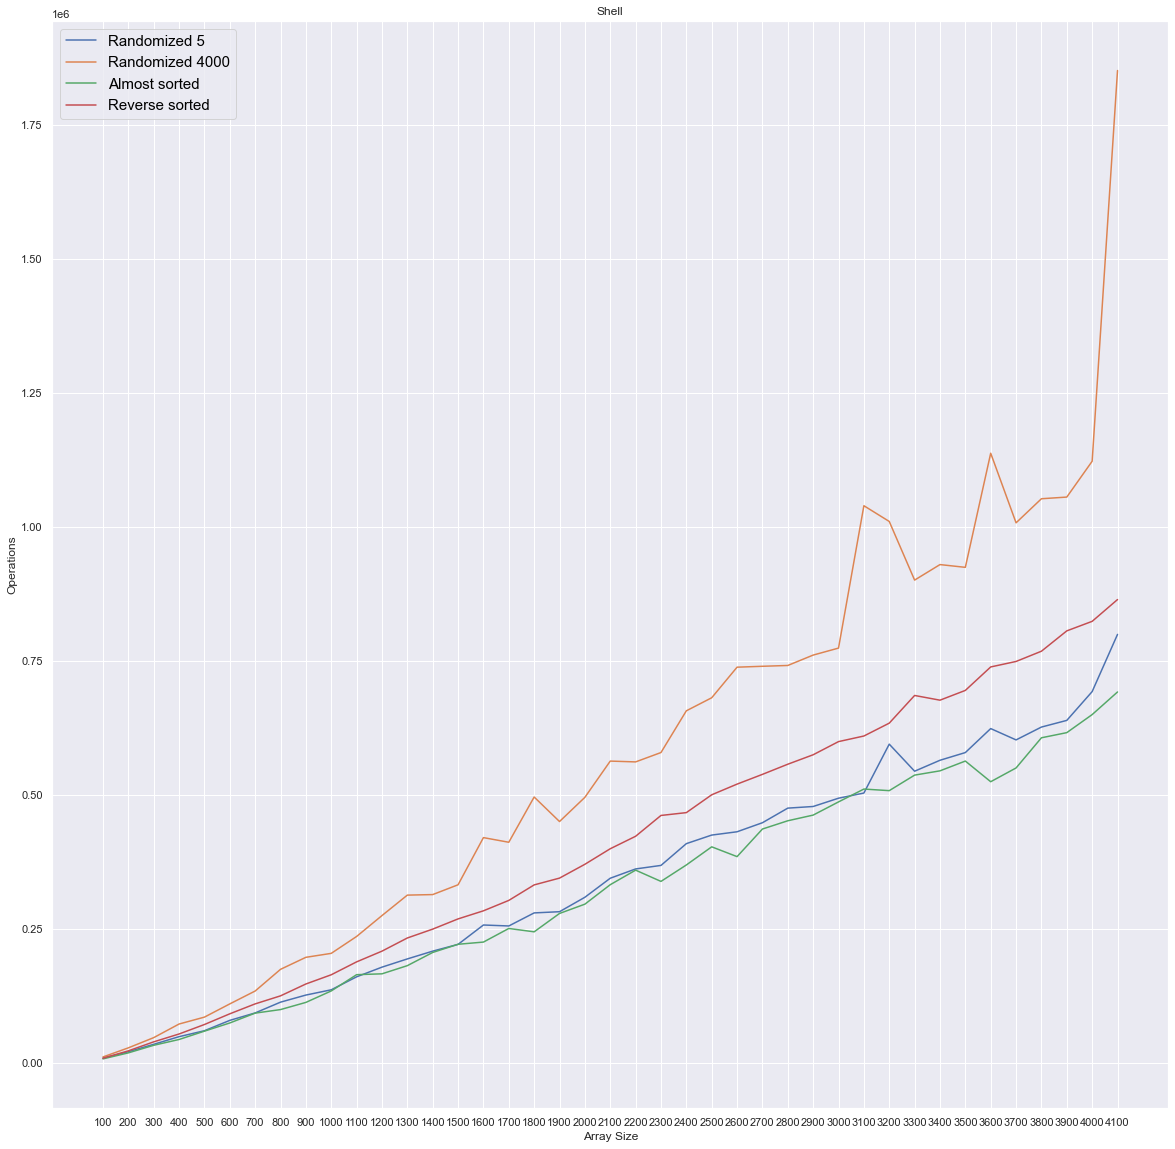 Shell
1e6
Randomized 5
Randomized 4000
Almost sorted
Reverse sorted
1.75
1.50
1.25
1.00
0.75
0.50
0.25
0.00
Operations
100 200 300 400 500 600 700 800 900 1000 1100 1200 1300 1400 1500 1600 1700 1800 1900 2000 2100 2200 2300 2400 2500 2600 2700 2800 2900 3000 3100 3200 3300 3400 3500 3600 3700 3800 3900 4000 4100
Array Size